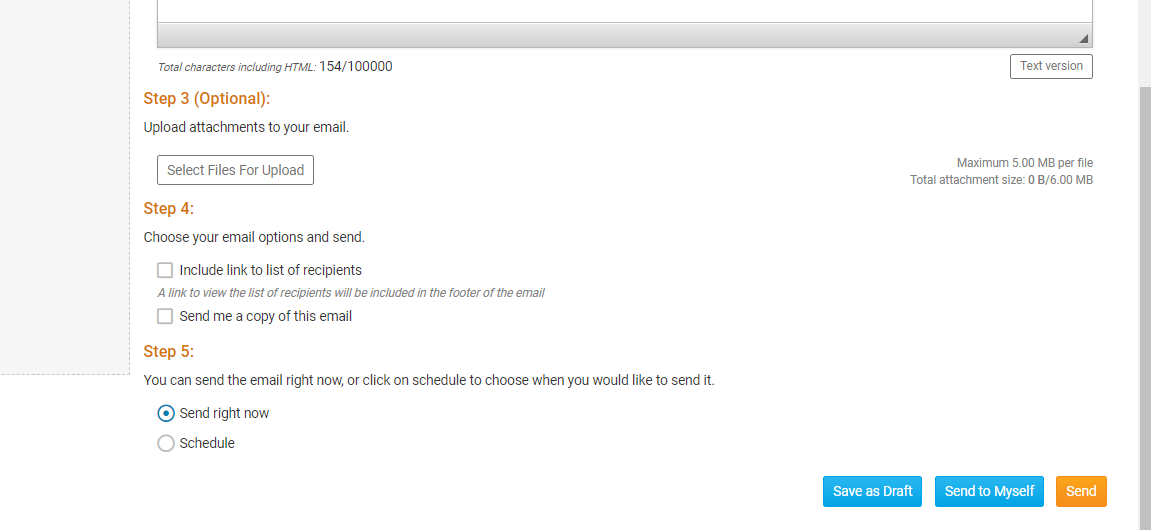 Total characters including HTML: 154/100000
Text version
Step 3 (Optional):
Upload attachments to your email.
Select Files For Upload
Maximum 5.00 MB per file
Total attachment size: 0 B/6.00 MB
Step 4:
Choose your email options and send.
Include link to list of recipients
A link to view the list of recipients will be included in the footer of the email
Send me a copy of this email
Step 5:
You can send the email right now, or click on schedule to choose when you would like to send it.
Send right now
Schedule
Save as Draft
Send to Myself
Send